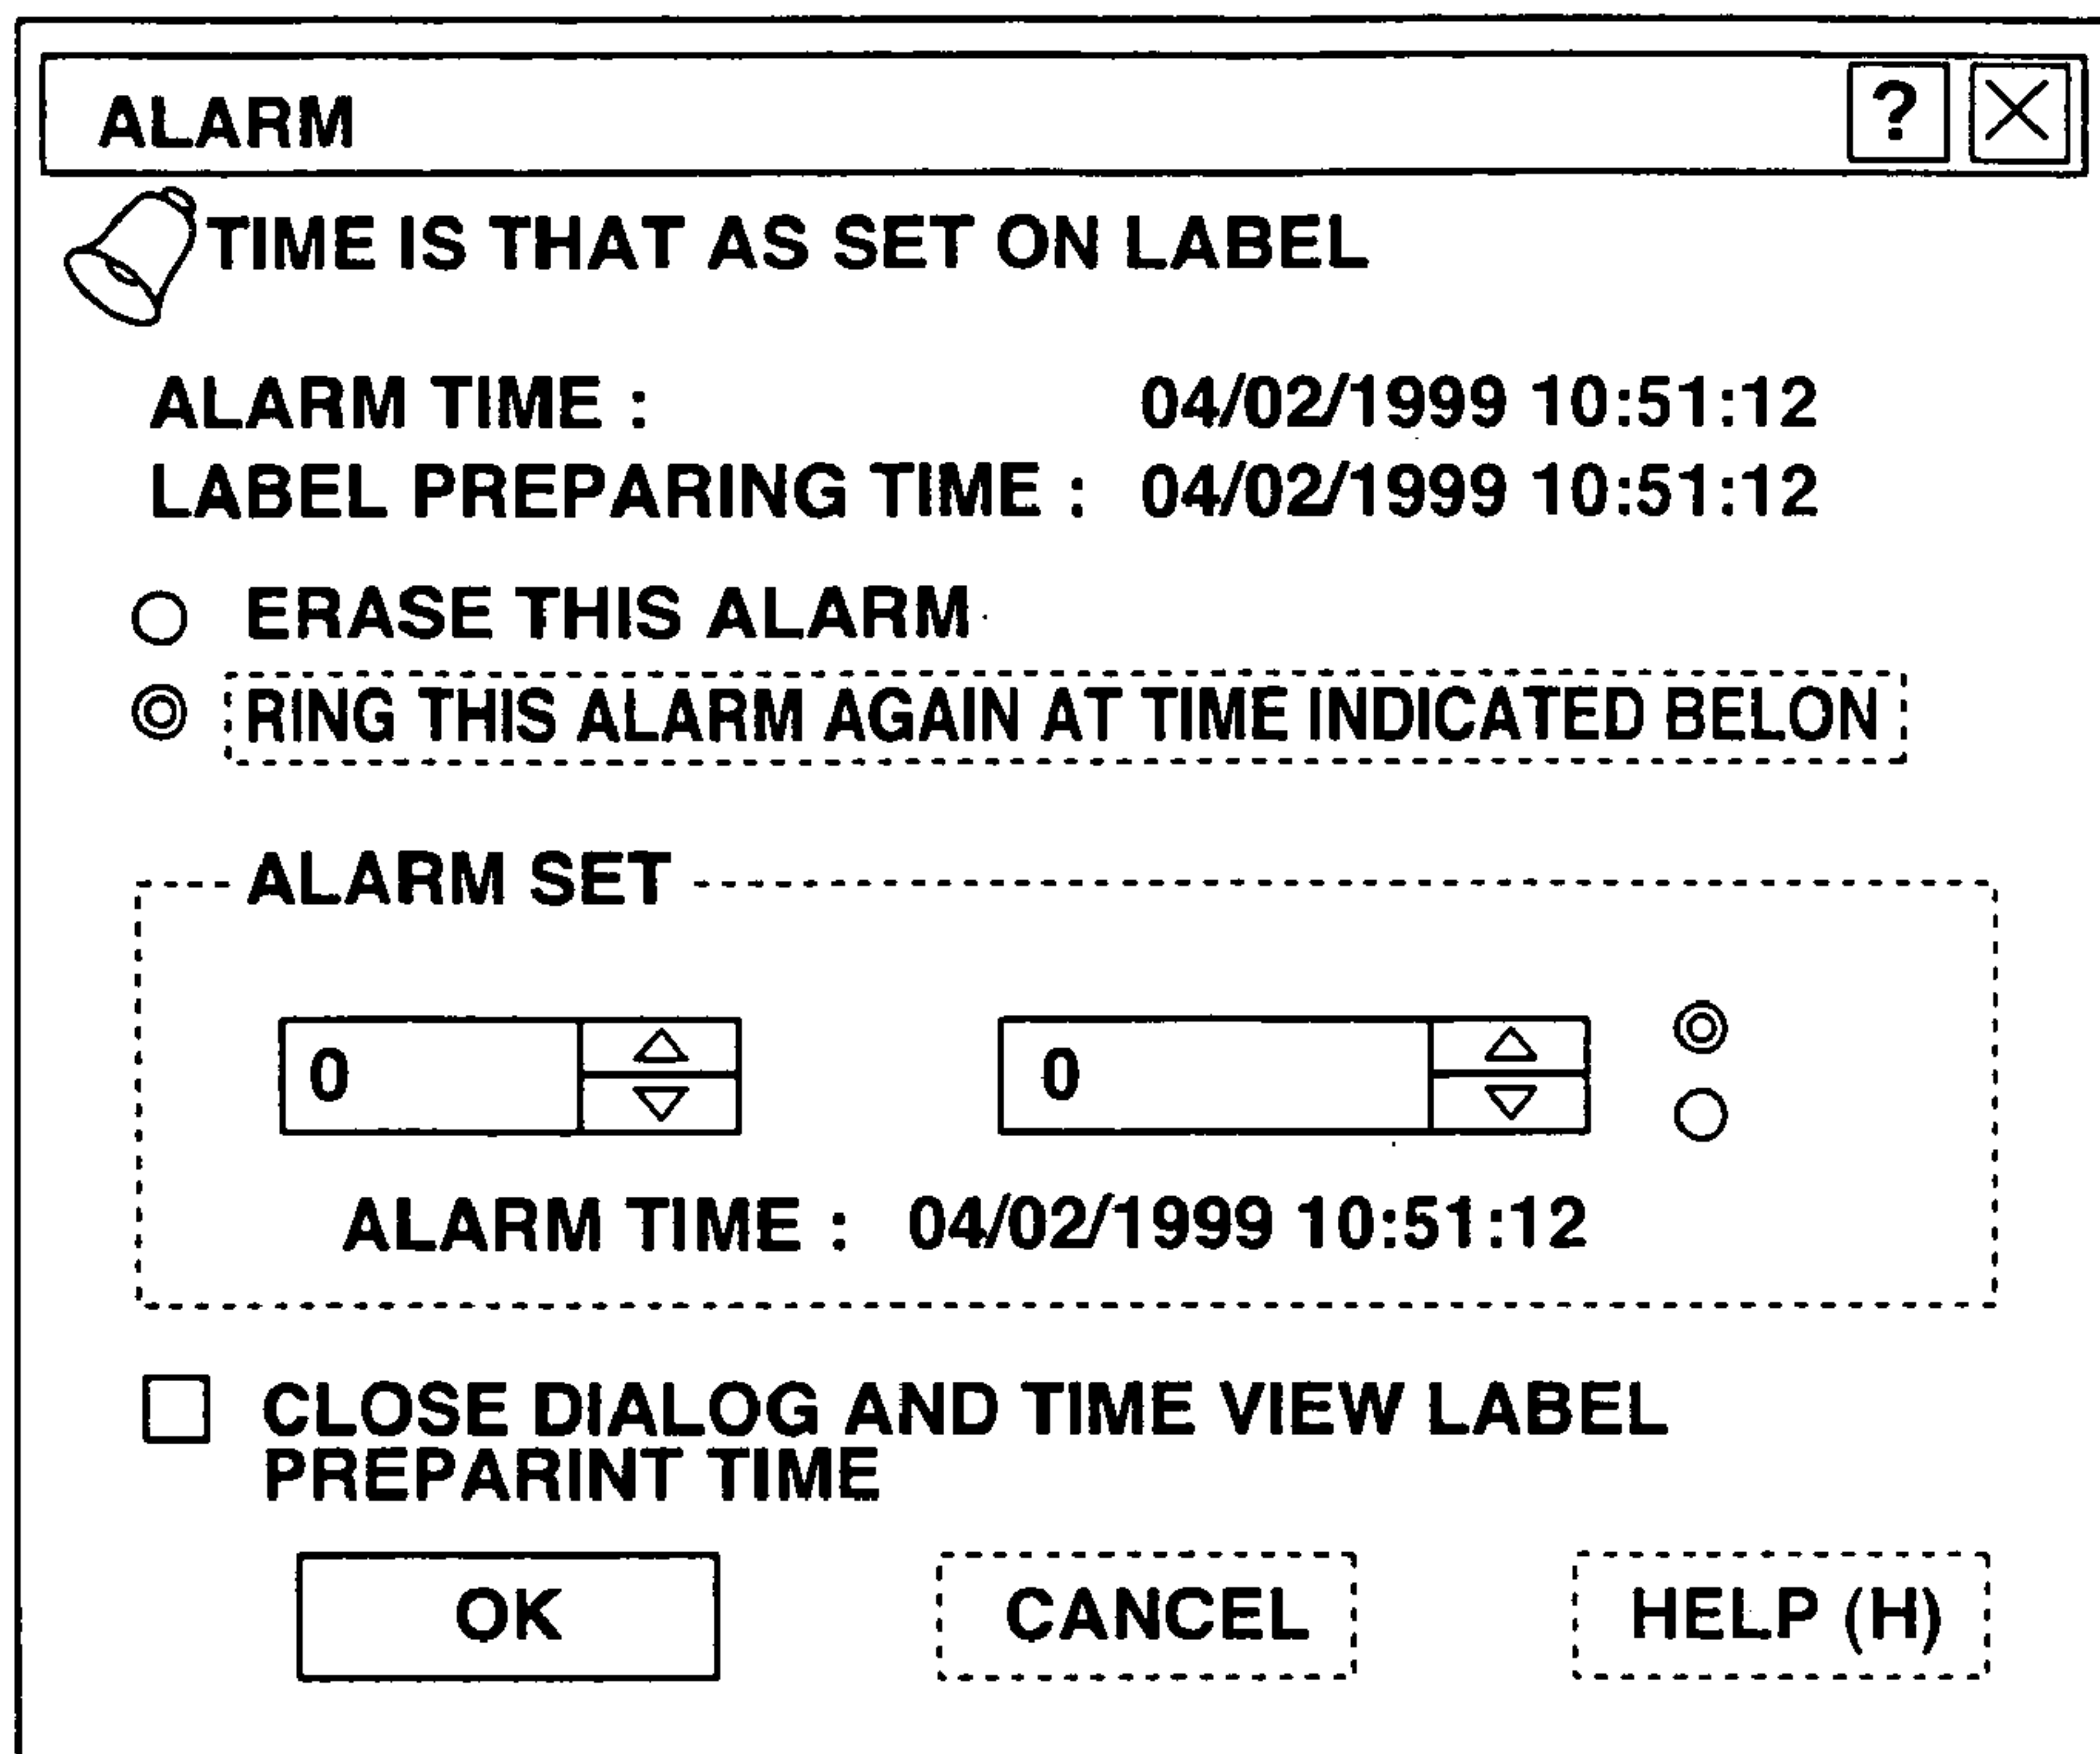 ALARM ?
TIME IS THAT AS SET ON LABEL
ALARM TIME : 04/02/1999 10:51:12
LABEL PREPARING TIME : 04/02/1999 10:51:12
ERASE THIS ALARM
RING THIS ALARM AGAIN AT TIME INDICATED BELON
ALARM SET
0 0
ALARM TIME : 04/02/1999 10:51:12
CLOSE DIALOG AND TIME VIEW LABEL
PREPARINT TIME
OK CANCEL HELP (H)